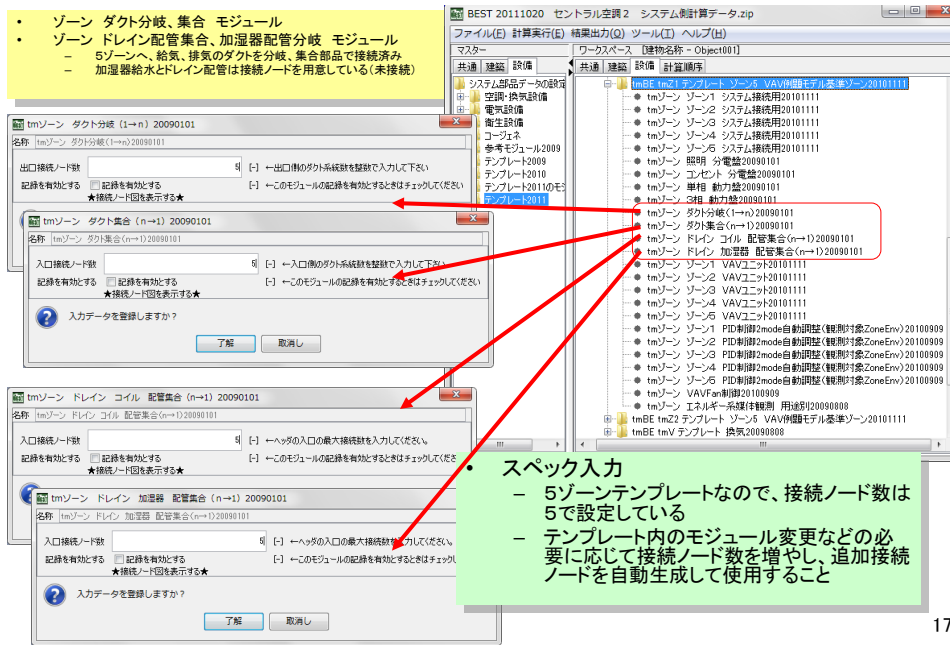 • ゾーン ダクト分岐、集合 モジュール
• ゾーン ドレイン配管集合、加湿器配管分岐 モジュール
– 5ゾーンへ、給気、排気のダクトを分岐、集合部品で接続済み
– 加湿器給水とドレイン配管は接続ノードを用意している(未接続)
BEST 20111020 セントラル空調2 システム側計算データ.zip
ファイル(F) 計算実行(E) 結果出力(O) ツール(T) ヘルプ(H)
マスター
共通 建築 設備
システム部品データの設定
空調・換気設備
電気設備
衛生設備
コージェネ
参考モジュール2009
テンプレート2009
テンプレート2010
テンプレート2011のモジ
テンプレート2011
ワークスペース [建物名称 - Object001]
共通 建築 設備 計算順序
tmBE tmZ1 テンプレート ゾーン5 VAV例題モデル基準ゾーン20101111
tmゾーン ゾーン1 システム接続用20101111
tmゾーン ゾーン2 システム接続用20101111
tmゾーン ゾーン3 システム接続用20101111
tmゾーン ゾーン4 システム接続用20101111
tmゾーン ゾーン5 システム接続用20101111
tmゾーン 照明 分電盤20090101
tmゾーン コンセント 分電盤20090101
tmゾーン 単相 動力盤20090101
tmゾーン 3相 動力盤20090101
tmゾーン ダクト分岐(1→n)20090101
tmゾーン ダクト集合(n→1)20090101
tmゾーン ドレイン コイル 配管集合(n→1)20090101
tmゾーン ドレイン 加湿器 配管集合(n→1)20090101
tmゾーン ゾーン1 VAVユニット20101111
tmゾーン ゾーン2 VAVユニット20101111
tmゾーン ゾーン3 VAVユニット20101111
tmゾーン ゾーン4 VAVユニット20101111
tmゾーン ゾーン5 VAVユニット20101111
tmゾーン ゾーン1 PID制御2mode自動調整(観測対象ZoneEnv)20100909
tmゾーン ゾーン2 PID制御2mode自動調整(観測対象ZoneEnv)20100909
tmゾーン ゾーン3 PID制御2mode自動調整(観測対象ZoneEnv)20100909
tmゾーン ゾーン4 PID制御2mode自動調整(観測対象ZoneEnv)20100909
tmゾーン ゾーン5 PID制御2mode自動調整(観測対象ZoneEnv)20100909
tmゾーン VAVFan制御20100909
tmゾーン エネルギー系媒体観測 用途別20090808
tmBE tmZ2 テンプレート ゾーン5 VAV例題モデル基準ゾーン20101111
tmBE tmV テンプレート 換気20090808
tmゾーン ダクト分岐 (1→n) 20090101
名称 tmゾーン ダクト分岐(1→n)20090101
出口接続ノード数 5 [-] ←出口側のダクト系統数を整数で入力して下さい
記録を有効とする 記録を有効とする [-] ←このモジュールの記録を有効とするときはチェックしてください
★接続ノード図を表示する★
tmゾーン ダクト集合 (n→1) 20090101
名称 tmゾーン ダクト集合(n→1)20090101
入口接続ノード数 5 [-] ←入口側のダクト系統数を整数で入力して下さい
記録を有効とする 記録を有効とする [-] ←このモジュールの記録を有効とするときはチェックしてください
★接続ノード図を表示する★
入力データを登録しますか?
了解 取消し
tmゾーン ドレイン コイル 配管集合 (n→1) 20090101
名称 tmゾーン ドレイン コイル 配管集合(n→1)20090101
入口接続ノード数 5 [-] ←ヘッダの入口の最大接続数を入力してください。
記録を有効とする 記録を有効とする [-] ←このモジュールの記録を有効とするときはチェックしてくださ
★接続ノード図を表示する★
tmゾーン ドレイン 加湿器 配管集合 (n→1) 20090101
名称 tmゾーン ドレイン 加湿器 配管集合(n→1)20090101
入口接続ノード数 5 [-] ←ヘッダの入口の最大接続数を入力してください。
記録を有効とする 記録を有効とする [-] ←このモジュールの記録を有効とするときはチェックし
★接続ノード図を表示する★
入力データを登録しますか?
了解 取消し
• スペック入力
– 5ゾーンテンプレートなので、接続ノード数は
5で設定している
– テンプレート内のモジュール変更などの必
要に応じて接続ノード数を増やし、追加接続
ノードを自動生成して使用すること
17